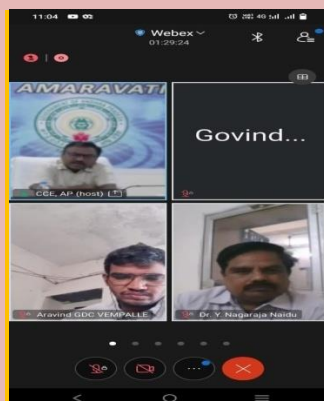 11:04
Webex
01:29:24
AMARAVATI
Govind...
CCE, AP (host)
Aravind GDC VEMPALLE
Dr. Y. Nagaraja Naidu